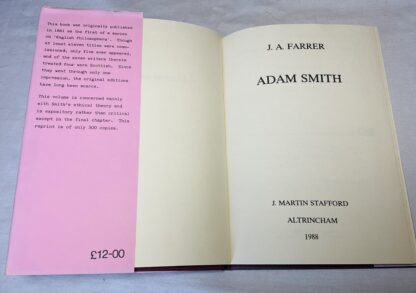 This book was originally published
in 1881 as the first of a series
on 'English Philosophers'. Though
at least eleven titles were com-
missioned, only five ever appeared,
and of the seven writers therein
treated four were Scottish. Since
they went through only one
impression, the original editions
have long been scarce.
This volume is concerned mainly
with Smith's ethical theory and
is expository rather than critical
except in the final chapter. This
reprint is of only 300 copies.
£12-00
J. A. FARRER
ADAM SMITH
J. MARTIN STAFFORD
ALTRINCHAM
1988